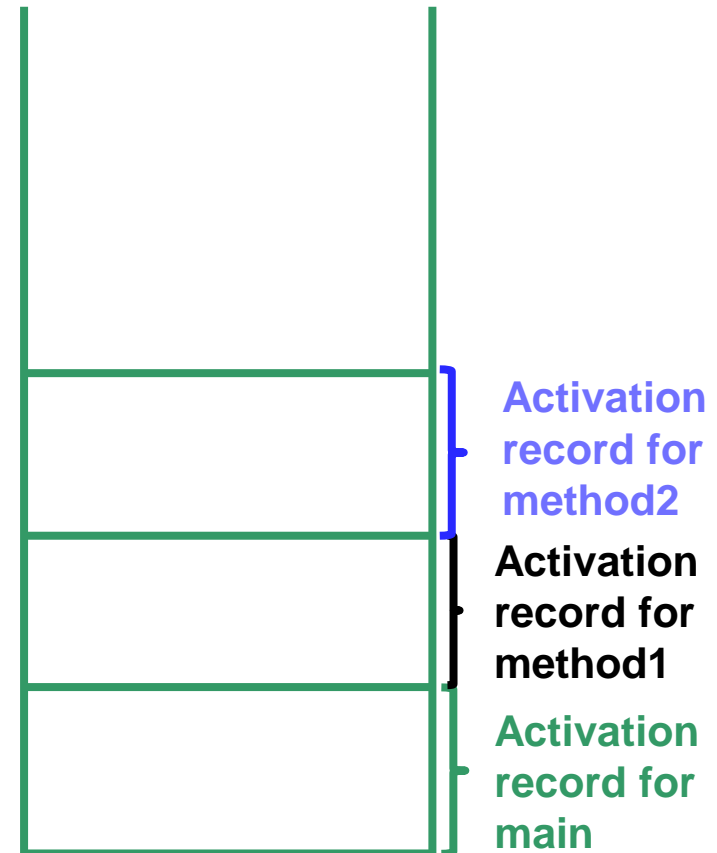 Activation
record for
method2
Activation
record for
method1
Activation
record for
main